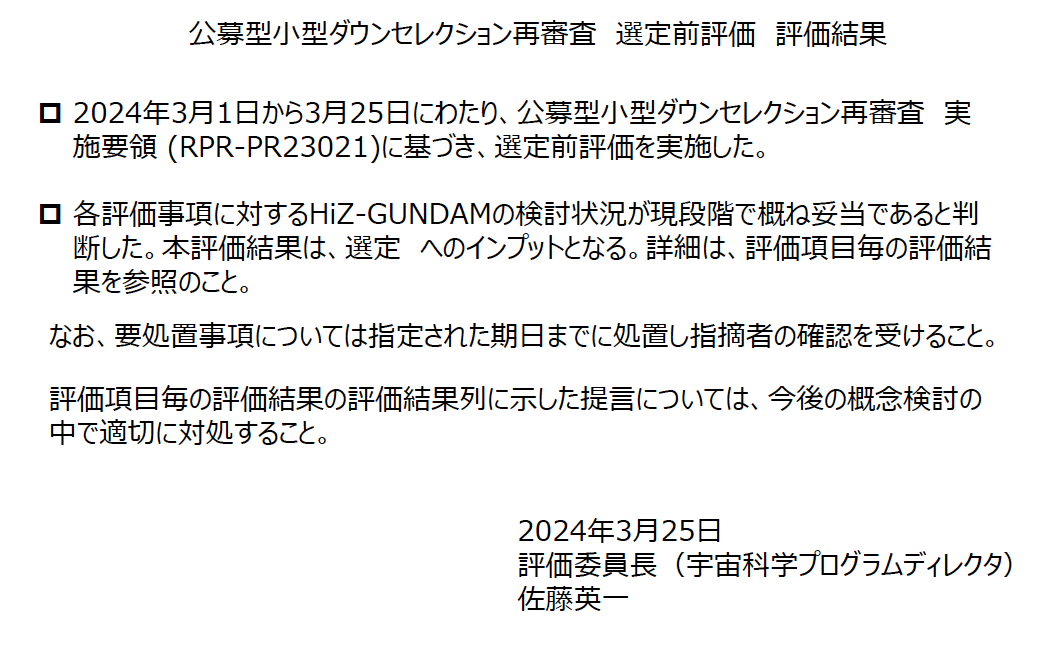 公募型小型ダウンセレクション再審査　選定前評価　評価結果
□ 2024年3月1日から3月25日にわたり、公募型小型ダウンセレクション再審査　実
施要領 (RPR-PR23021)に基づき、選定前評価を実施した。
□ 各評価事項に対するHiZ-GUNDAMの検討状況が現段階で概ね妥当であると判
断した。本評価結果は、選定　へのインプットとなる。詳細は、評価項目毎の評価結
果を参照のこと。
なお、要処置事項については指定された期日までに処置し指摘者の確認を受けること。
評価項目毎の評価結果の評価結果列に示した提言については、今後の概念検討の
中で適切に対処すること。
2024年3月25日
評価委員長（宇宙科学プログラムディレクタ）
佐藤英一